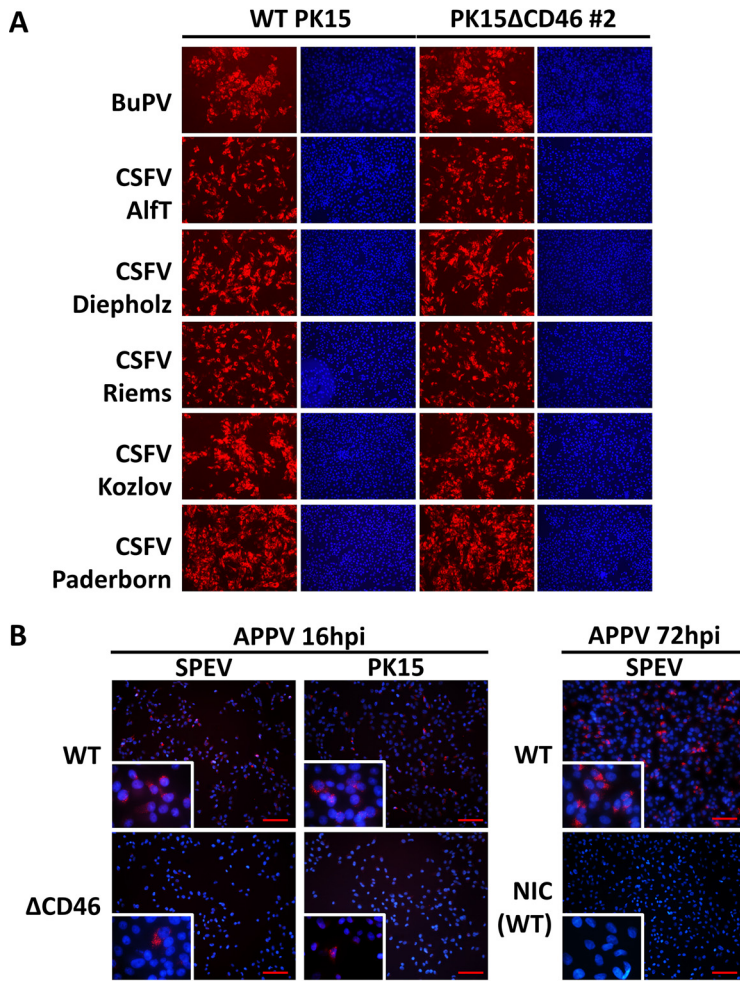 A
WT PK15
PK15ΔCD46 #2
BuPV
CSFV
AlfT
CSFV
Diepholz
CSFV
Riems
CSFV
Kozlov
CSFV
Paderborn
B
APPV 16hpi
APPV 72hpi
SPEV
PK15
SPEV
WT
WT
ΔCD46
NIC
(WT)